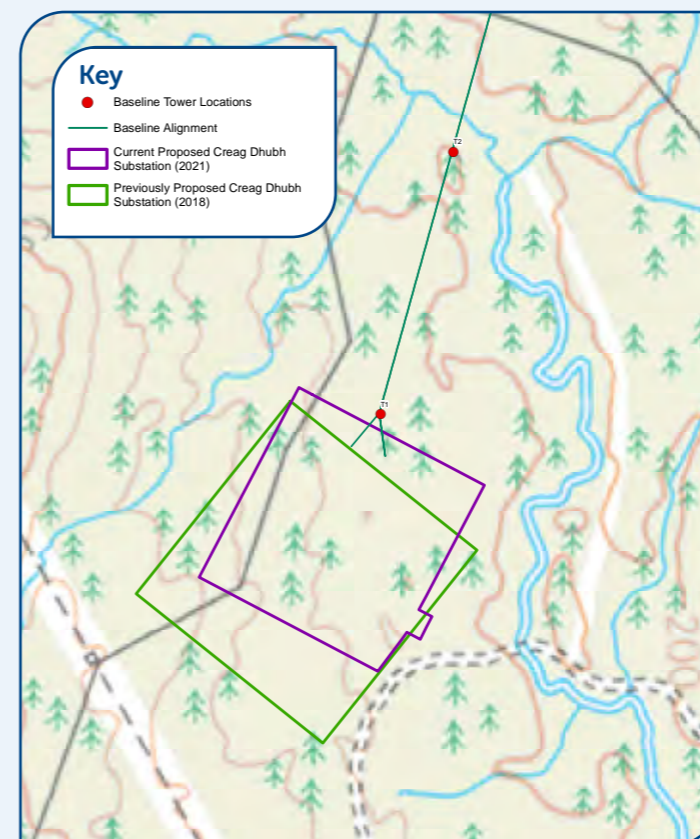 Key
Baseline Tower Locations
Baseline Alignment
Current Proposed Creag Dhubh
Substation (2021)
Previously Proposed Creag Dhubh
Substation (2018)
T2
T1
200